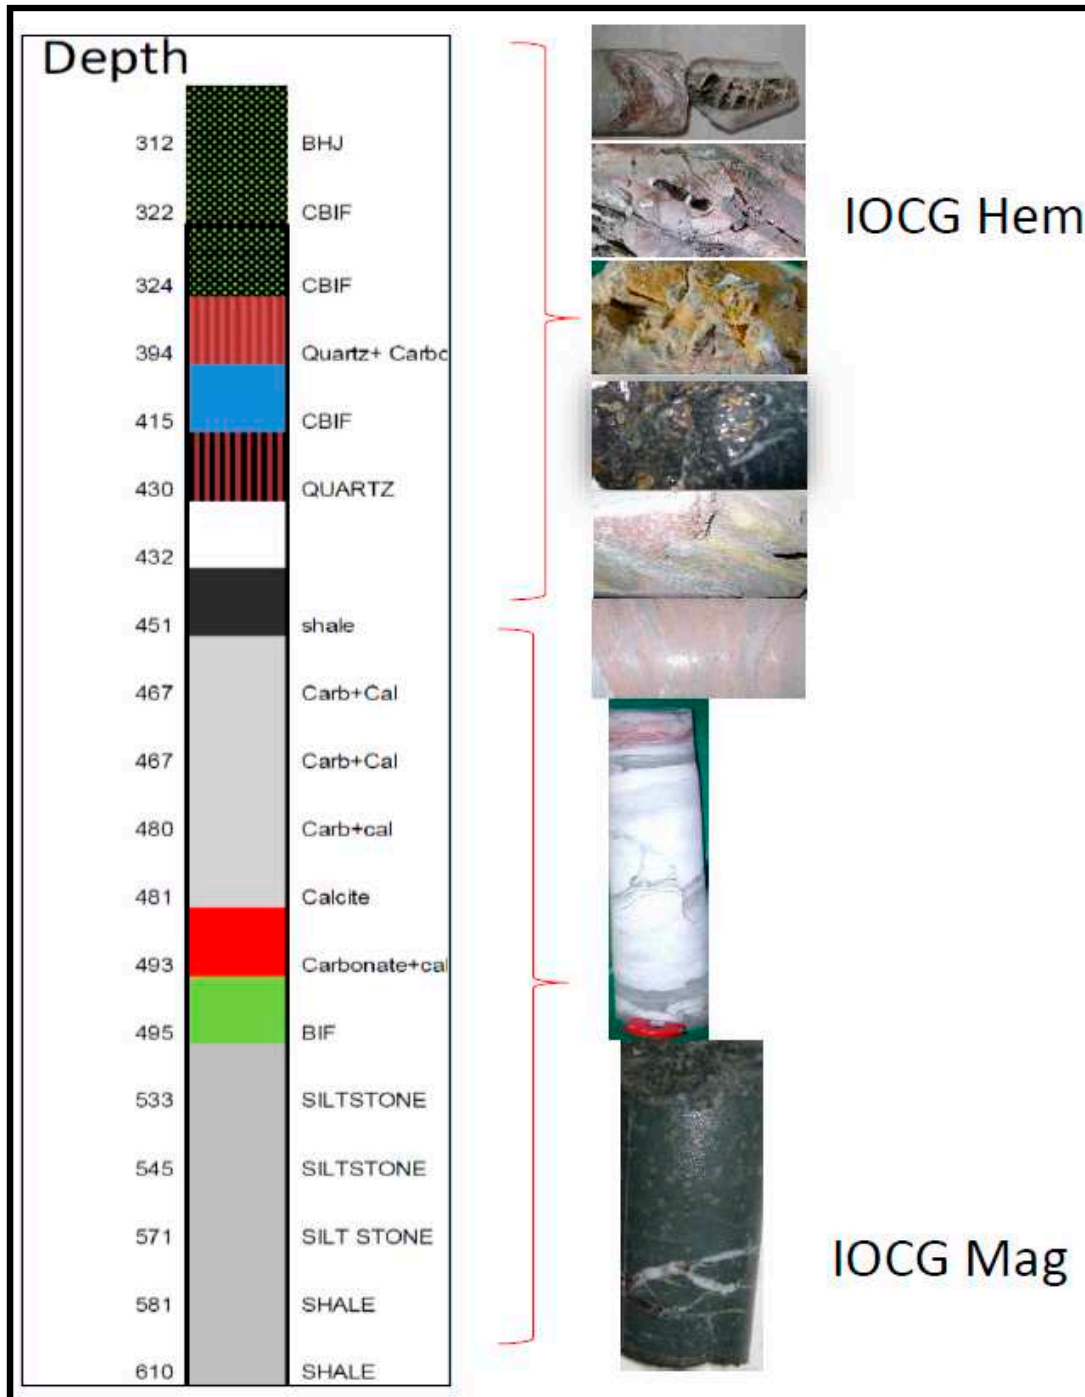 Depth
312 BHJ
322 CBIF
324 CBIF
394 Quartz+ Carbo
415 CBIF
430 QUARTZ
432
451 shale
467 Carb+Cal
467 Carb+Cal
480 Carb+cal
481 Calcite
493 Carbonate+cal
495 BIF
533 SILTSTONE
545 SILTSTONE
571 SILT STONE
581 SHALE
610 SHALE
IOCG Hem
IOCG Mag